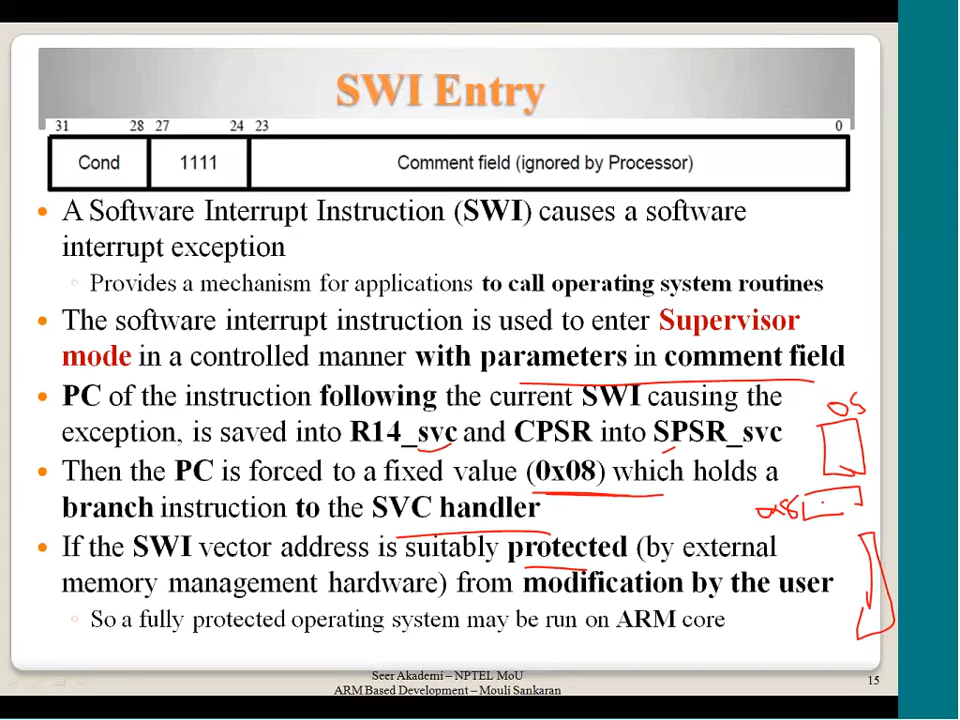 SWI Entry
31 28 27 24 23 0
Cond 1111 Comment field (ignored by Processor)
• A Software Interrupt Instruction (SWI) causes a software
interrupt exception
◦ Provides a mechanism for applications to call operating system routines
• The software interrupt instruction is used to enter Supervisor
mode in a controlled manner with parameters in comment field
• PC of the instruction following the current SWI causing the
exception, is saved into R14_svc and CPSR into SPSR_svc
OS
• Then the PC is forced to a fixed value (0x08) which holds a
branch instruction to the SVC handler
0x8
• If the SWI vector address is suitably protected (by external
memory management hardware) from modification by the user
◦ So a fully protected operating system may be run on ARM core
Seer Akademi – NPTEL MoU
ARM Based Development – Mouli Sankaran
15